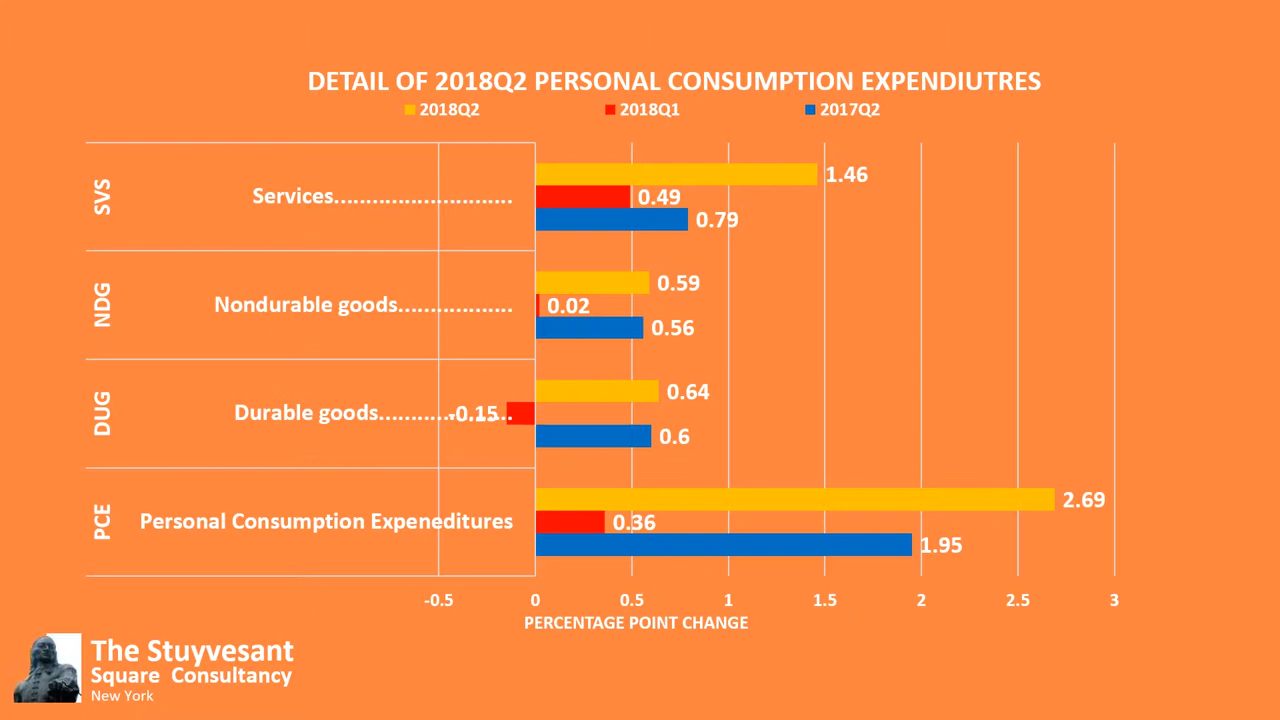 DETAIL OF 2018Q2 PERSONAL CONSUMPTION EXPENDIUTRES
2018Q2 2018Q1 2017Q2
SVS
Services............................
1.46
0.49
0.79
NDG
Nondurable goods..................
0.59
0.02
0.56
DUG
Durable goods.....................
0.64
-0.15
0.6
PCE
Personal Consumption Expeneditures
2.69
0.36
1.95
-0.5 0 0.5 1 1.5 2 2.5 3
PERCENTAGE POINT CHANGE
The Stuyvesant
Square Consultancy
New York